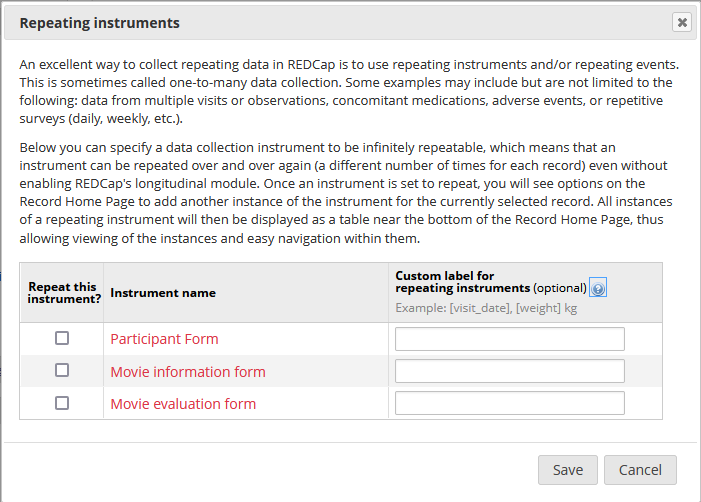 Repeating instruments
An excellent way to collect repeating data in REDCap is to use repeating instruments and/or repeating events.
This is sometimes called one-to-many data collection. Some examples may include but are not limited to the
following: data from multiple visits or observations, concomitant medications, adverse events, or repetitive
surveys (daily, weekly, etc.).
Below you can specify a data collection instrument to be infinitely repeatable, which means that an
instrument can be repeated over and over again (a different number of times for each record) even without
enabling REDCap's longitudinal module. Once an instrument is set to repeat, you will see options on the
Record Home Page to add another instance of the instrument for the currently selected record. All instances
of a repeating instrument will then be displayed as a table near the bottom of the Record Home Page, thus
allowing viewing of the instances and easy navigation within them.
Repeat this
instrument?
Instrument name
Custom label for
repeating instruments (optional) ?
Example: [visit_date], [weight] kg
Participant Form
Movie information form
Movie evaluation form
Save
Cancel